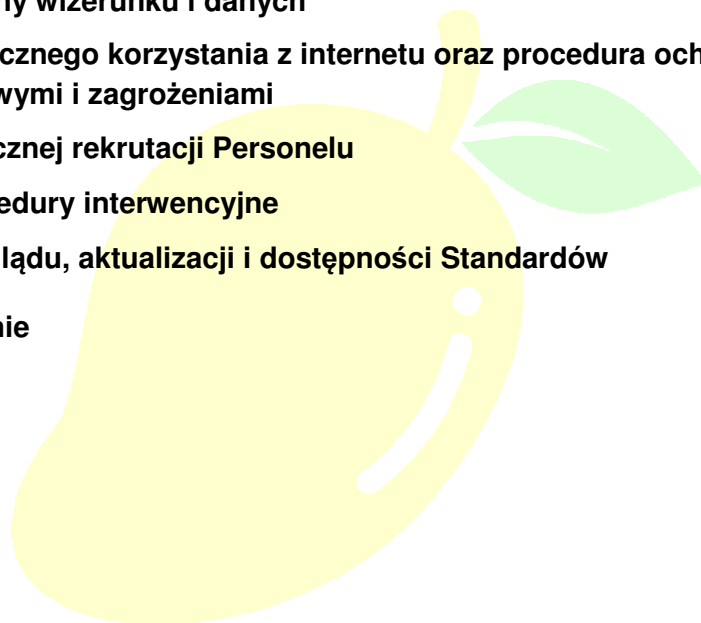 ny wizerunku i danych
cznego korzystania z internetu oraz procedura och
wymi i zagrożeniami
cznej rekrutacji Personelu
edury interwencyjne
lądu, aktualizacji i dostępności Standardów
nie